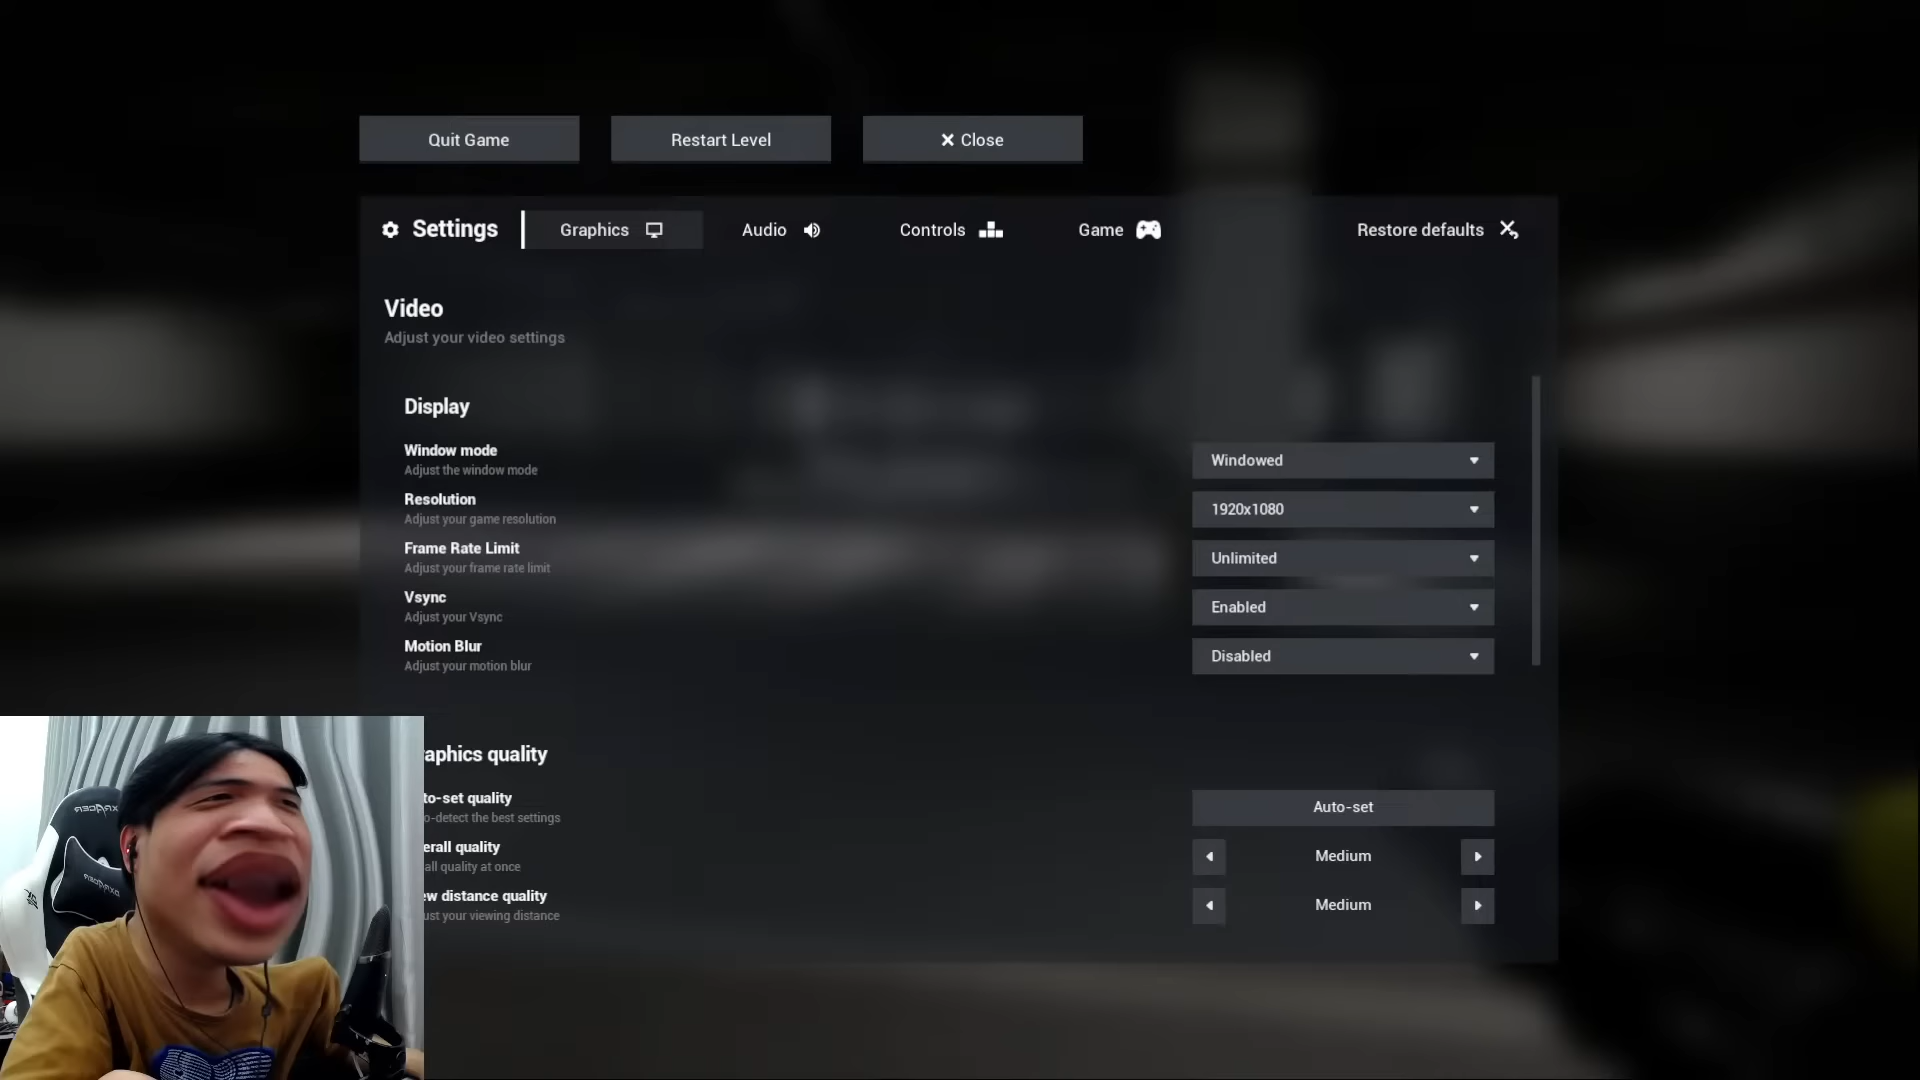 Quit Game
Restart Level
Close
Settings
Graphics
Audio
Controls
Game
Restore defaults
Video
Adjust your video settings
Display
Window mode
Adjust the window mode
Windowed
Resolution
Adjust your game resolution
1920x1080
Frame Rate Limit
Adjust your frame rate limit
Unlimited
Vsync
Adjust your Vsync
Enabled
Motion Blur
Adjust your motion blur
Disabled
aphics quality
to-set quality
o-detect the best settings
Auto-set
erall quality
all quality at once
Medium
ew distance quality
ust your viewing distance
Medium